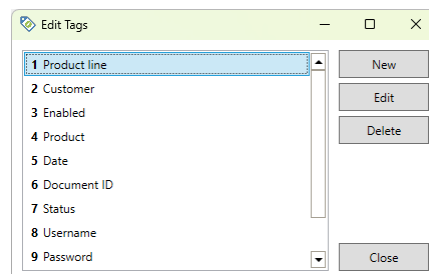 Edit Tags
1 Product line
2 Customer
3 Enabled
4 Product
5 Date
6 Document ID
7 Status
8 Username
9 Password
New
Edit
Delete
Close